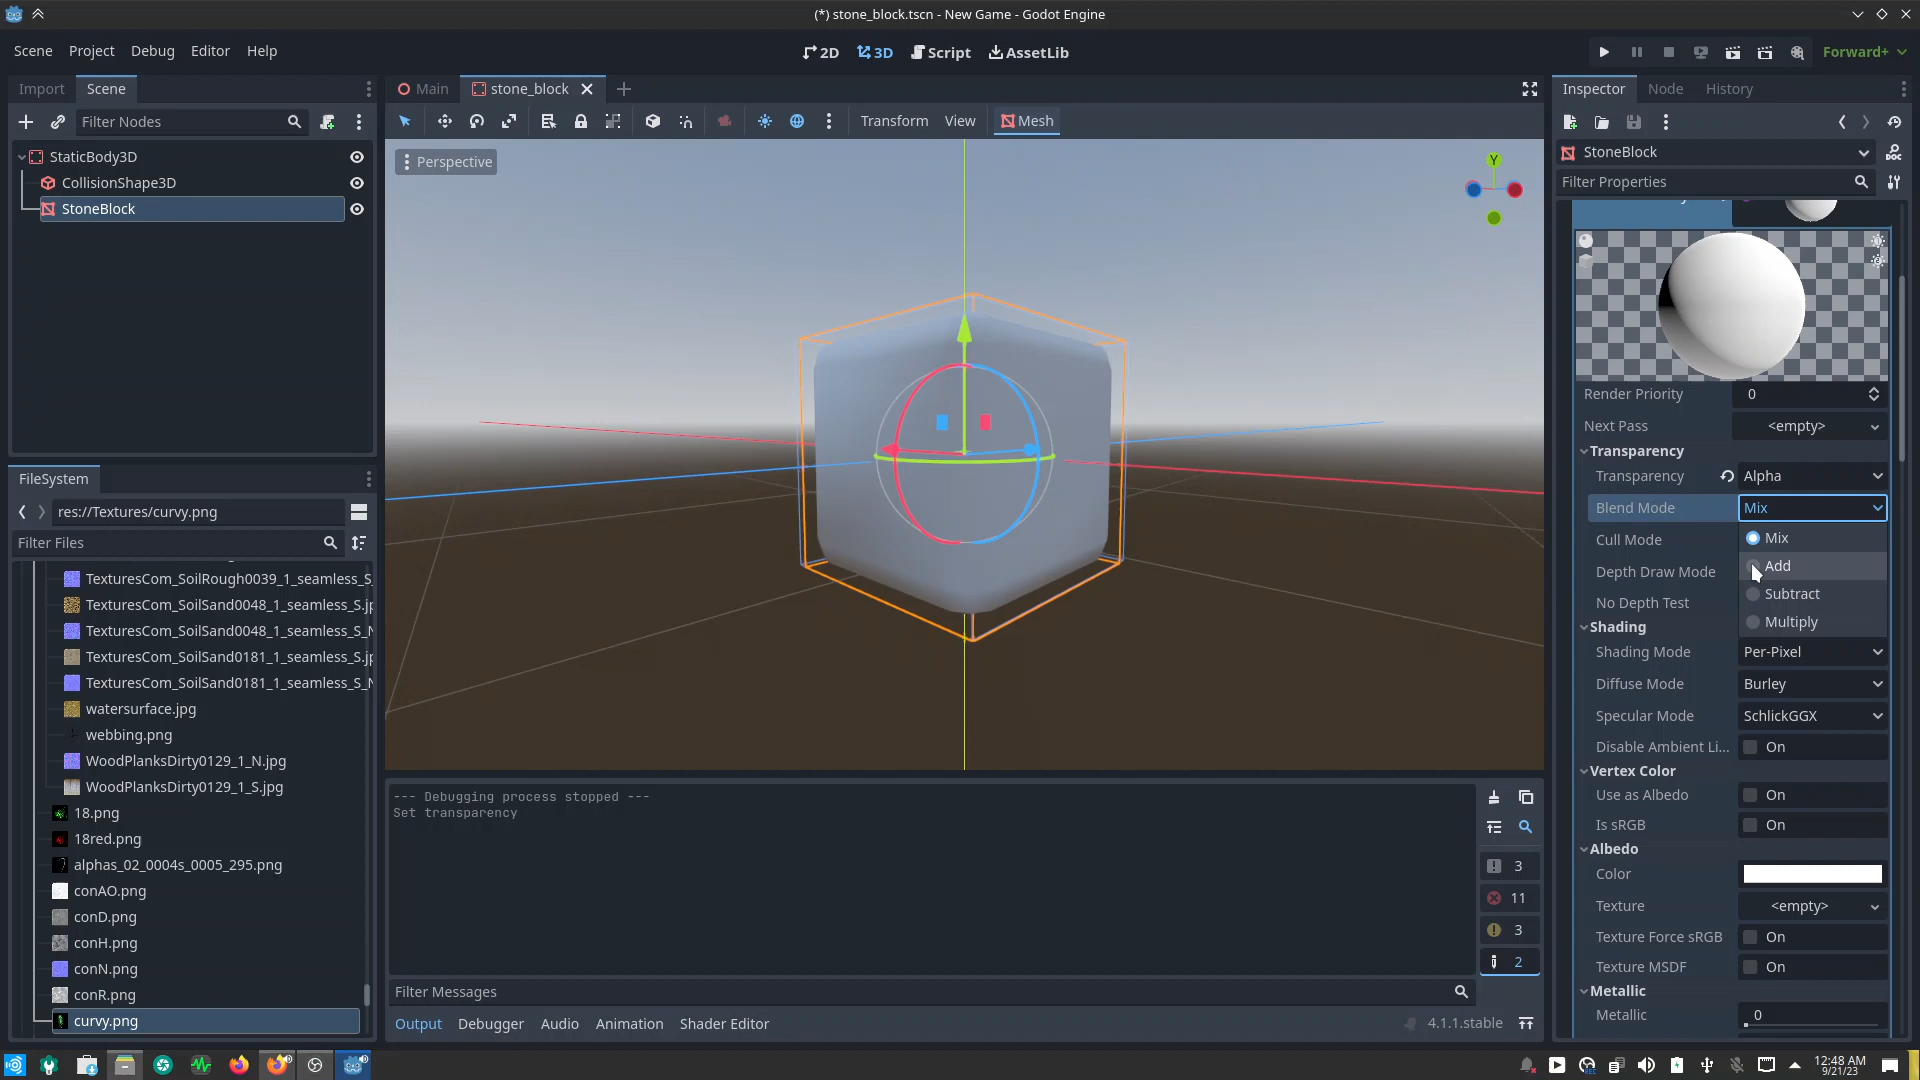 (*) stone_block.tscn - New Game - Godot Engine
Scene Project Debug Editor Help
2D 3D Script AssetLib
Forward+
Import Scene
Filter Nodes
StaticBody3D
CollisionShape3D
StoneBlock
FileSystem
res://Textures/curvy.png
Filter Files
TexturesCom_SoilRough0039_1_seamless_S_
TexturesCom_SoilSand0048_1_seamless_S.jp
TexturesCom_SoilSand0048_1_seamless_S_N
TexturesCom_SoilSand0181_1_seamless_S.jp
TexturesCom_SoilSand0181_1_seamless_S_N
watersurface.jpg
webbing.png
WoodPlanksDirty0129_1_N.jpg
WoodPlanksDirty0129_1_S.jpg
18.png
18red.png
alphas_02_0004s_0005_295.png
conAO.png
conD.png
conH.png
conN.png
conR.png
curvy.png
Main stone_block
Transform View Mesh
Perspective
Y
--- Debugging process stopped ---
Set transparency
3
11
3
2
Filter Messages
Output Debugger Audio Animation Shader Editor
4.1.1.stable
Inspector Node History
StoneBlock
Filter Properties
Render Priority 0
Next Pass <empty>
Transparency
Transparency Alpha
Blend Mode Mix
Mix
Cull Mode
Add
Depth Draw Mode
Subtract
No Depth Test
Multiply
Shading
Shading Mode Per-Pixel
Diffuse Mode Burley
Specular Mode SchlickGGX
Disable Ambient Li... On
Vertex Color
Use as Albedo On
Is sRGB On
Albedo
Color
Texture <empty>
Texture Force sRGB On
Texture MSDF On
Metallic
Metallic 0
12:48 AM
9/21/23